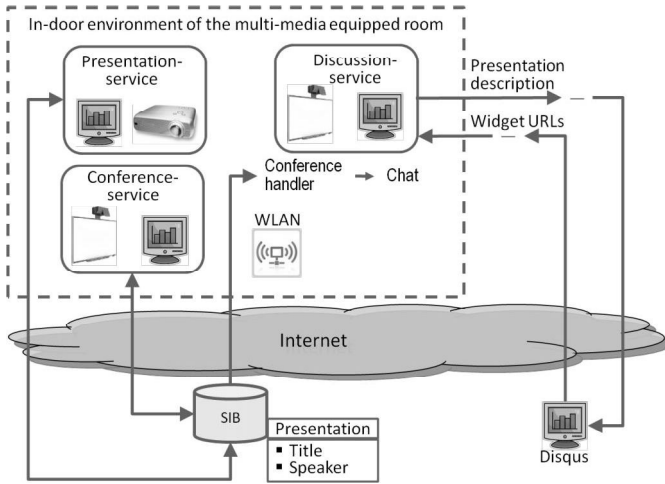 In-door environment of the multi-media equipped room
Presentation-
service
Discussion-
service
Presentation
description
Widget URLs
Conference-
service
Conference
handler
Chat
WLAN
Internet
SIB
Presentation
▪ Title
▪ Speaker
Disqus